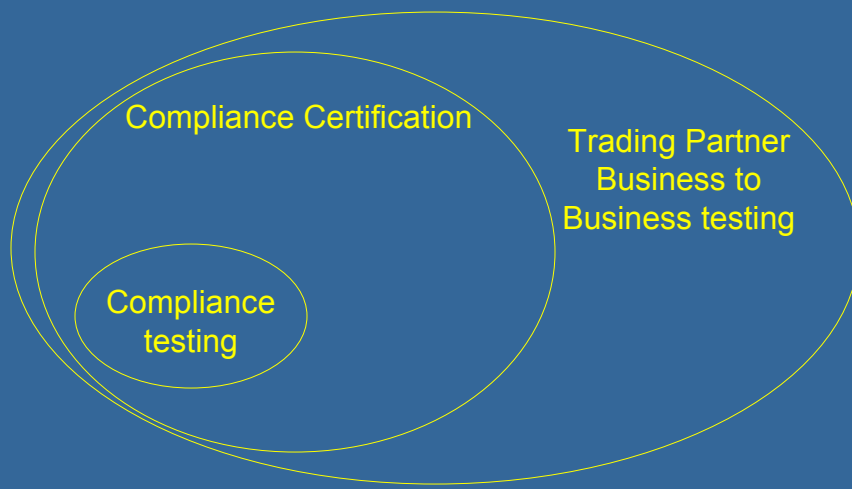 Compliance Certification
Trading Partner
Business to
Business testing
Compliance
testing